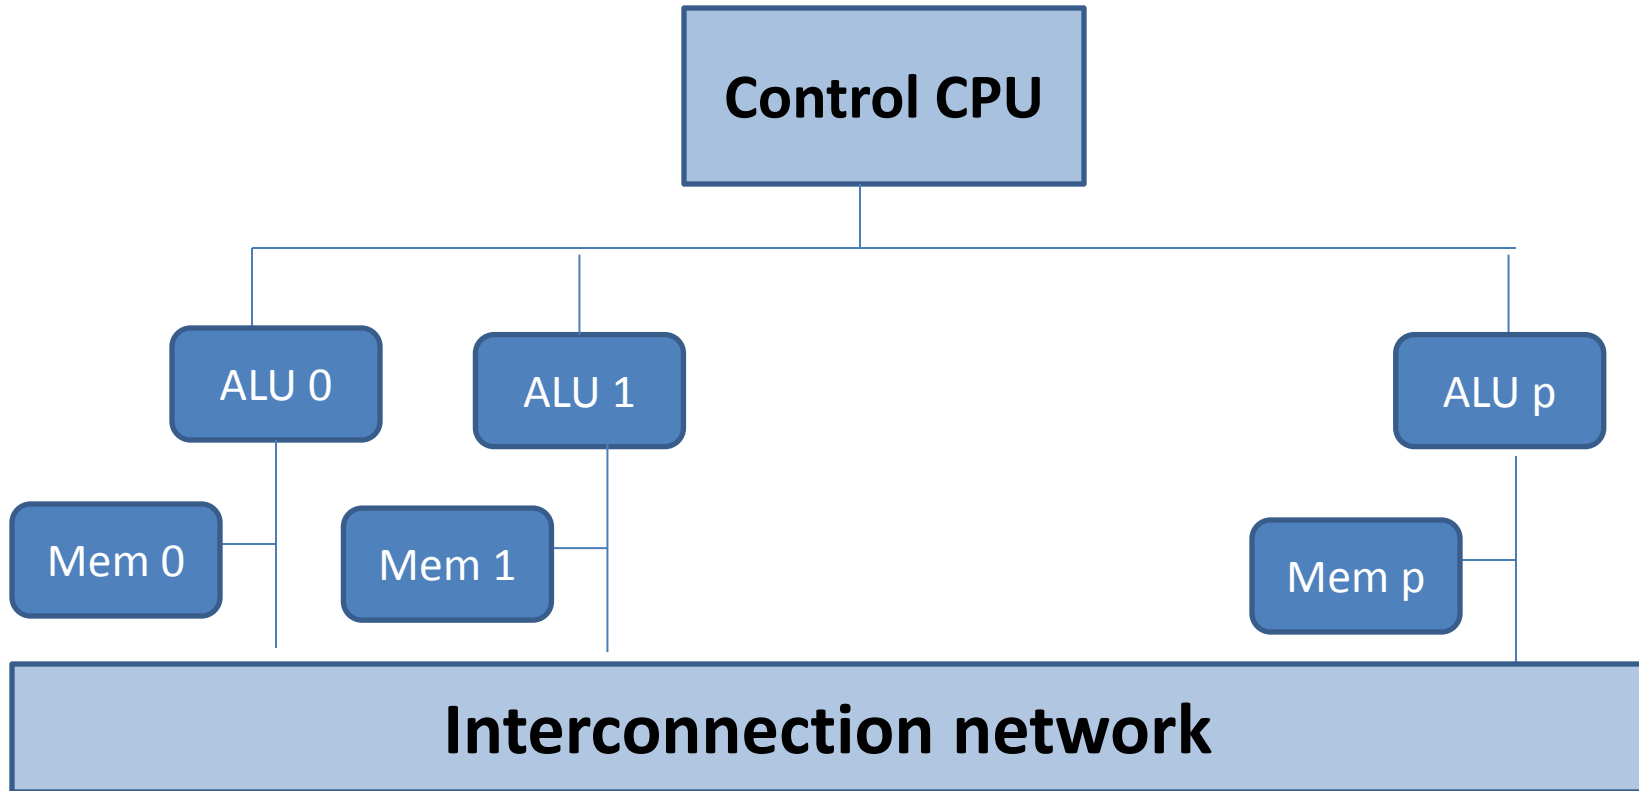 Control CPU
ALU 0
ALU 1
ALU p
Mem 0
Mem 1
Mem p
Interconnection network